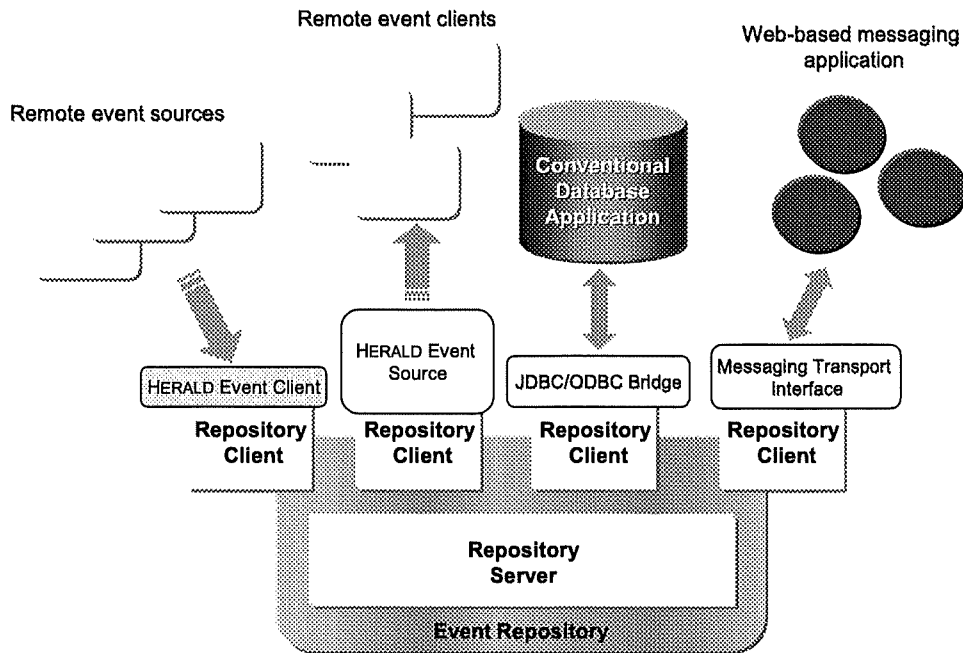 Remote event clients
Web-based messaging
application
Remote event sources
Conventional
Database
Application
HERALD Event Client
HERALD Event
Source
JDBC/ODBC Bridge
Messaging Transport
Interface
Repository
Client
Repository
Client
Repository
Client
Repository
Client
Repository
Server
Event Repository